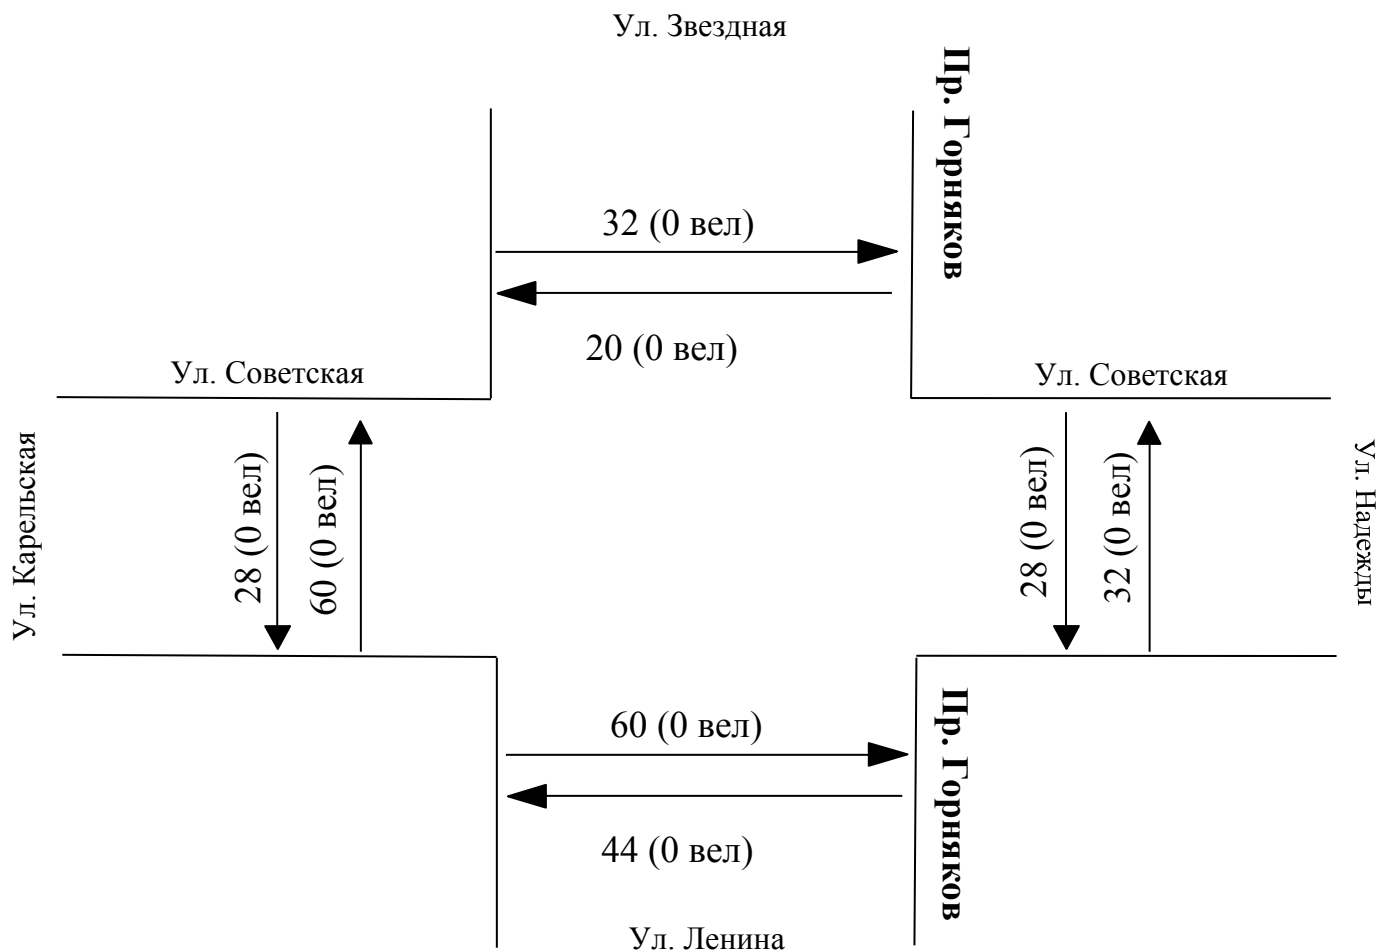 Ул. Звездная
Пр. Горняков
32 (0 вел)
20 (0 вел)
Ул. Советская
Ул. Советская
Ул. Карельская
28 (0 вел)
60 (0 вел)
28 (0 вел)
32 (0 вел)
Ул. Надежды
60 (0 вел)
Пр. Горняков
44 (0 вел)
Ул. Ленина